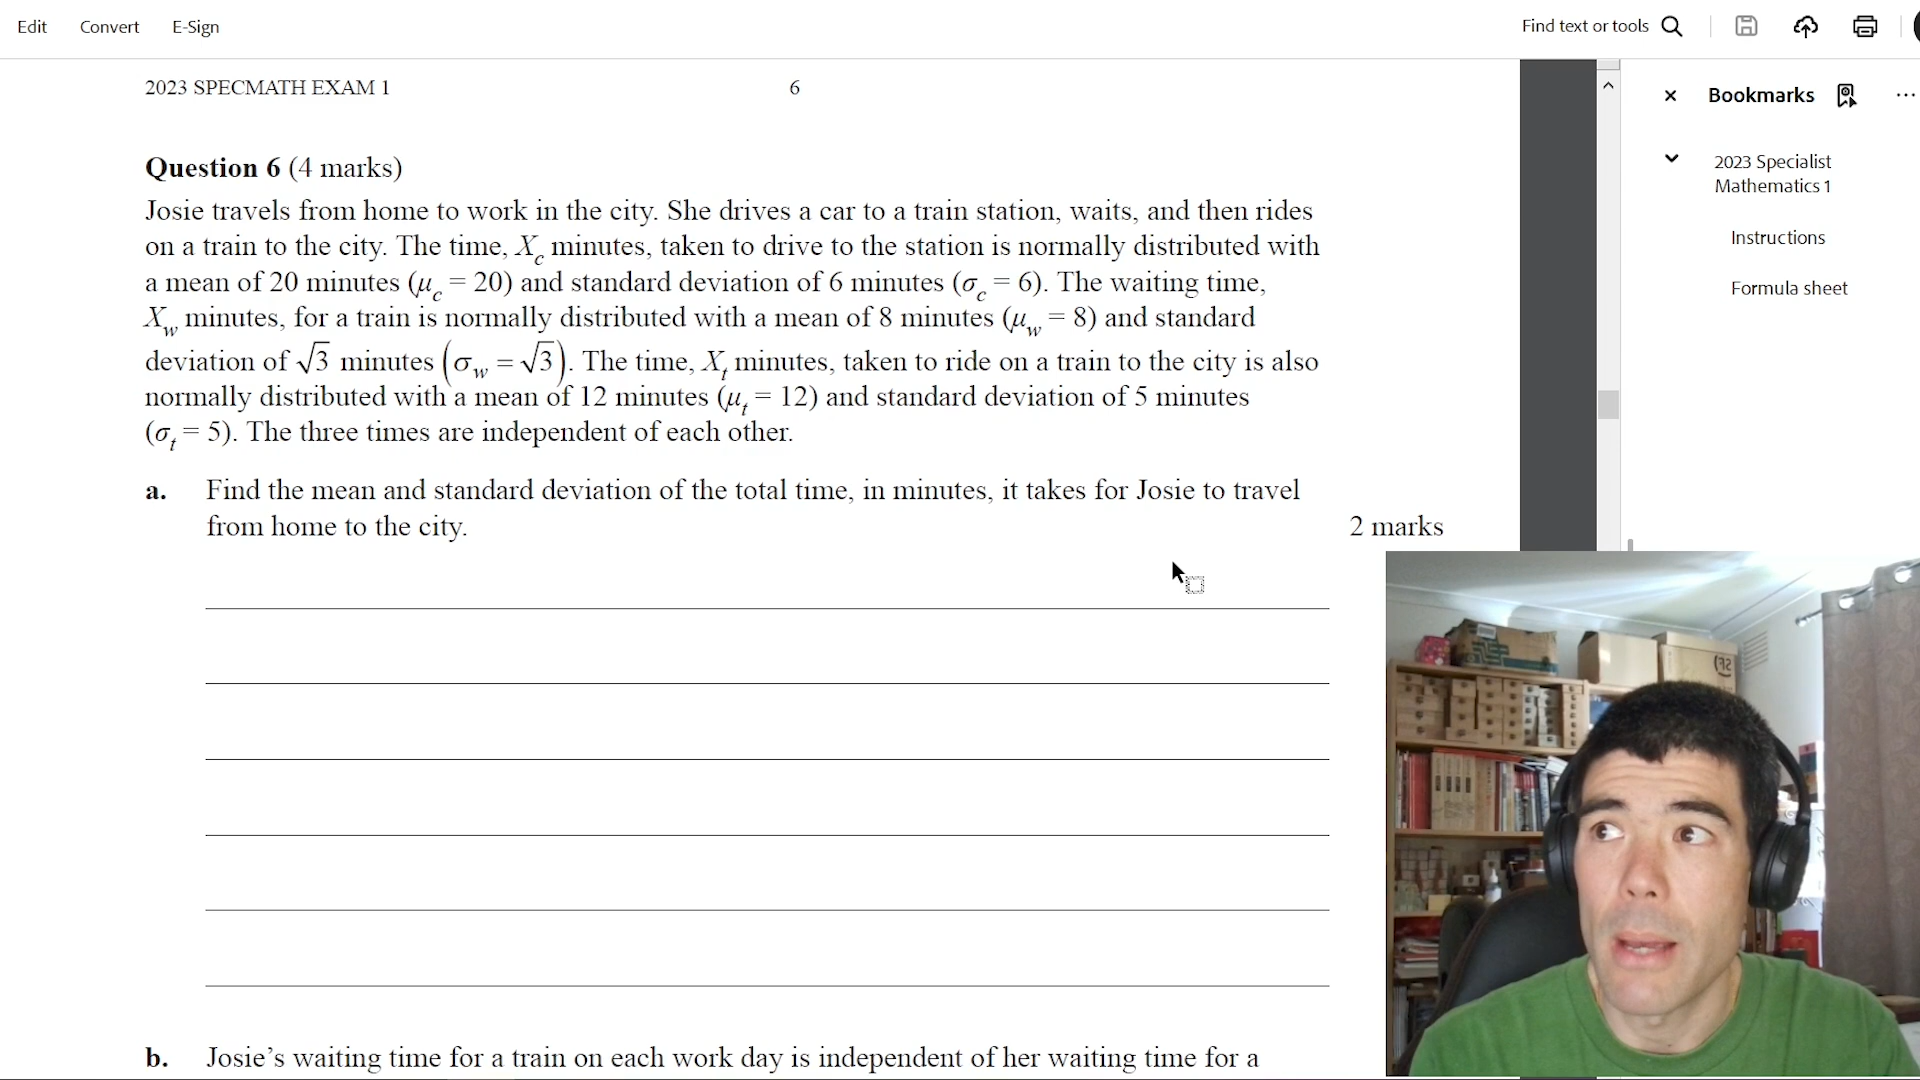 Edit Convert E-Sign Find text or tools
2023 SPECMATH EXAM 1 6
Question 6 (4 marks)
Josie travels from home to work in the city. She drives a car to a train station, waits, and then rides
on a train to the city. The time, X_c minutes, taken to drive to the station is normally distributed with
a mean of 20 minutes (μ_c = 20) and standard deviation of 6 minutes (σ_c = 6). The waiting time,
X_w minutes, for a train is normally distributed with a mean of 8 minutes (μ_w = 8) and standard
deviation of √3 minutes (σ_w = √3). The time, X_t minutes, taken to ride on a train to the city is also
normally distributed with a mean of 12 minutes (μ_t = 12) and standard deviation of 5 minutes
(σ_t = 5). The three times are independent of each other.
a. Find the mean and standard deviation of the total time, in minutes, it takes for Josie to travel
from home to the city. 2 marks
b. Josie's waiting time for a train on each work day is independent of her waiting time for a
Bookmarks
2023 Specialist
Mathematics 1
Instructions
Formula sheet